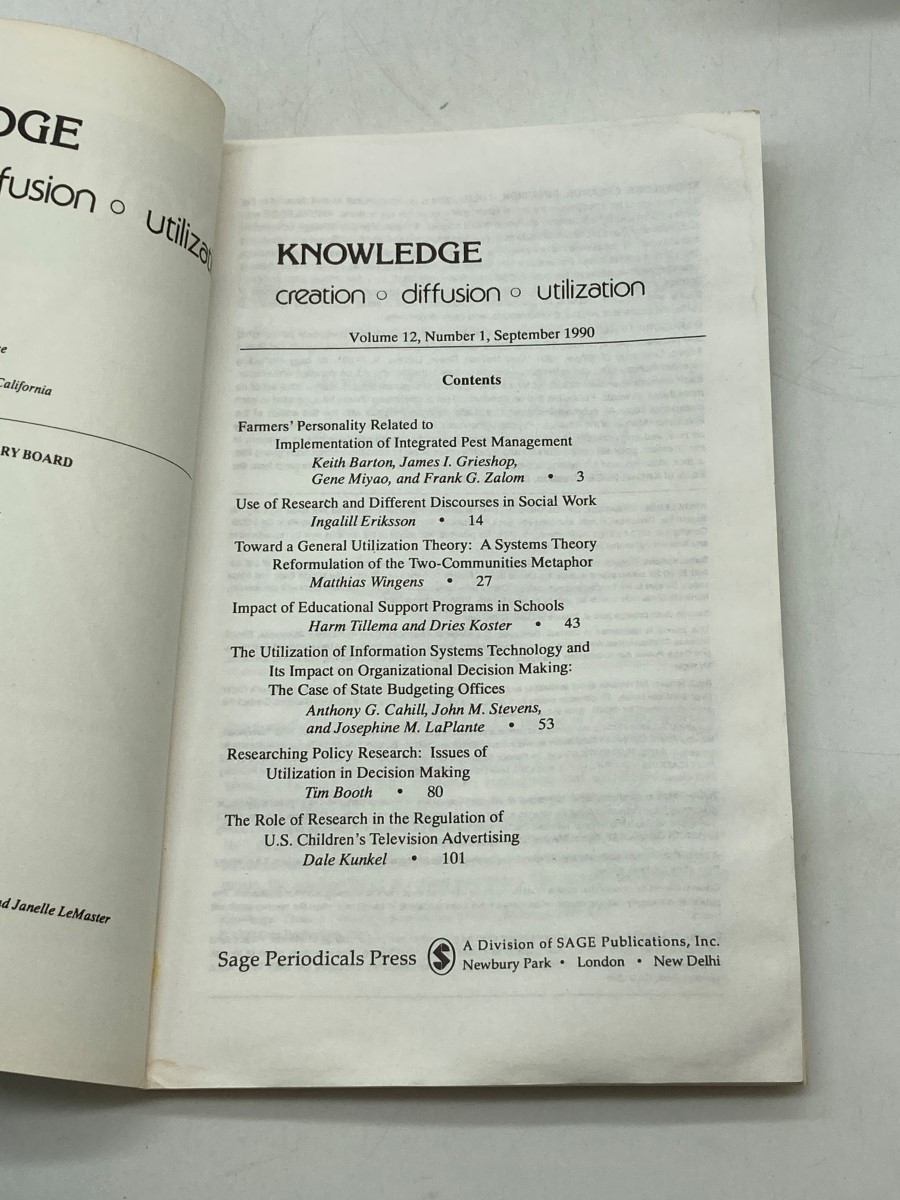 DGE
fusion ○ utiliza
e
California
RY BOARD
d Janelle LeMaster
KNOWLEDGE
creation ○ diffusion ○ utilization
Volume 12, Number 1, September 1990
Contents
Farmers' Personality Related to
Implementation of Integrated Pest Management
Keith Barton, James I. Grieshop,
Gene Miyao, and Frank G. Zalom • 3
Use of Research and Different Discourses in Social Work
Ingalill Eriksson • 14
Toward a General Utilization Theory: A Systems Theory
Reformulation of the Two-Communities Metaphor
Matthias Wingens • 27
Impact of Educational Support Programs in Schools
Harm Tillema and Dries Koster • 43
The Utilization of Information Systems Technology and
Its Impact on Organizational Decision Making:
The Case of State Budgeting Offices
Anthony G. Cahill, John M. Stevens,
and Josephine M. LaPlante • 53
Researching Policy Research: Issues of
Utilization in Decision Making
Tim Booth • 80
The Role of Research in the Regulation of
U.S. Children's Television Advertising
Dale Kunkel • 101
Sage Periodicals Press S A Division of SAGE Publications, Inc.
Newbury Park • London • New Delhi